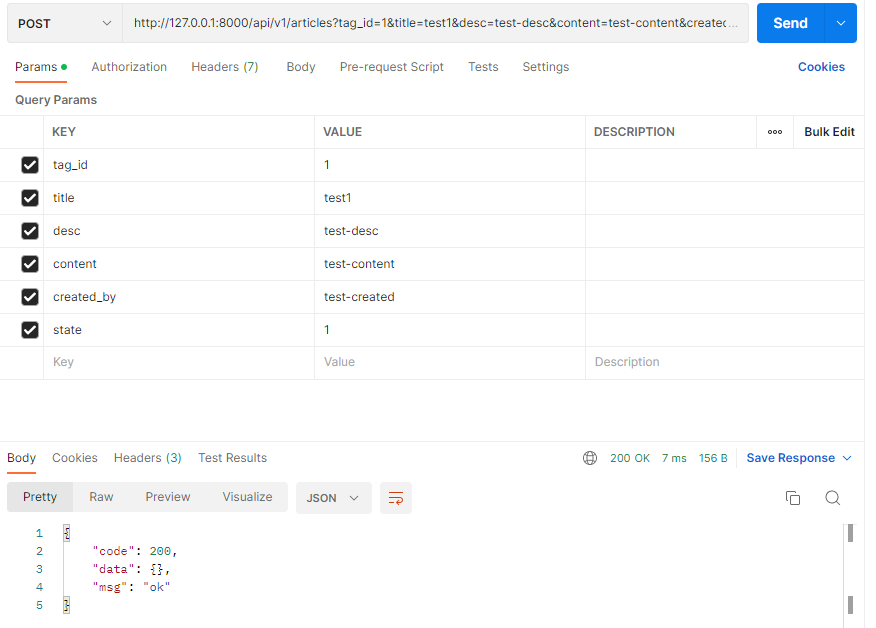 POST http://127.0.0.1:8000/api/v1/articles?tag_id=1&title=test1&desc=test-desc&content=test-content&create... Send
Params Authorization Headers (7) Body Pre-request Script Tests Settings Cookies
Query Params
KEY VALUE DESCRIPTION ooo Bulk Edit
tag_id 1
title test1
desc test-desc
content test-content
created_by test-created
state 1
Key Value Description
Body Cookies Headers (3) Test Results 200 OK 7 ms 156 B Save Response
Pretty Raw Preview Visualize JSON
1 {
2 "code": 200,
3 "data": {},
4 "msg": "ok"
5 }